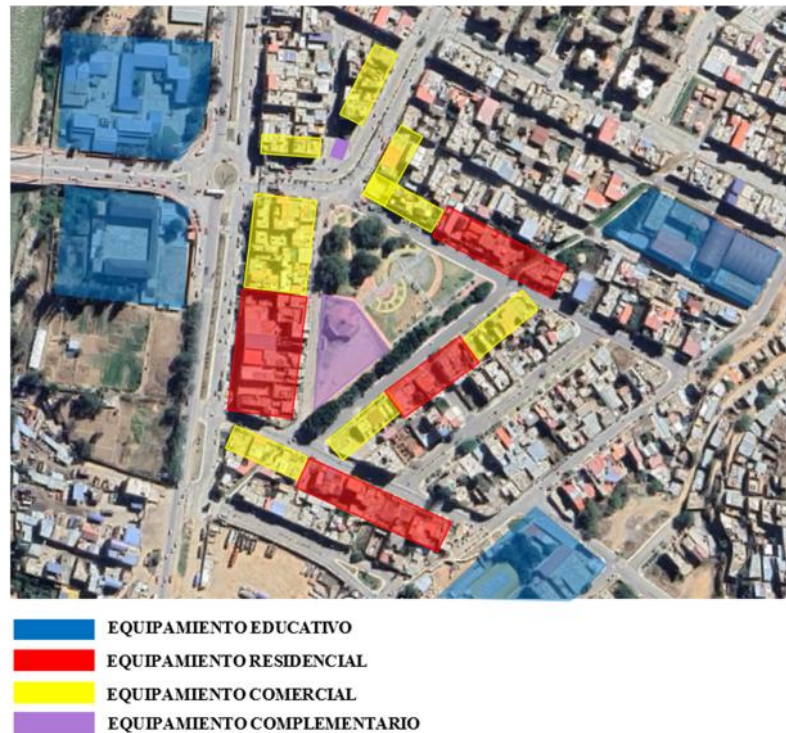 EQUIPAMIENTO EDUCATIVO
EQUIPAMIENTO RESIDENCIAL
EQUIPAMIENTO COMERCIAL
EQUIPAMIENTO COMPLEMENTARIO